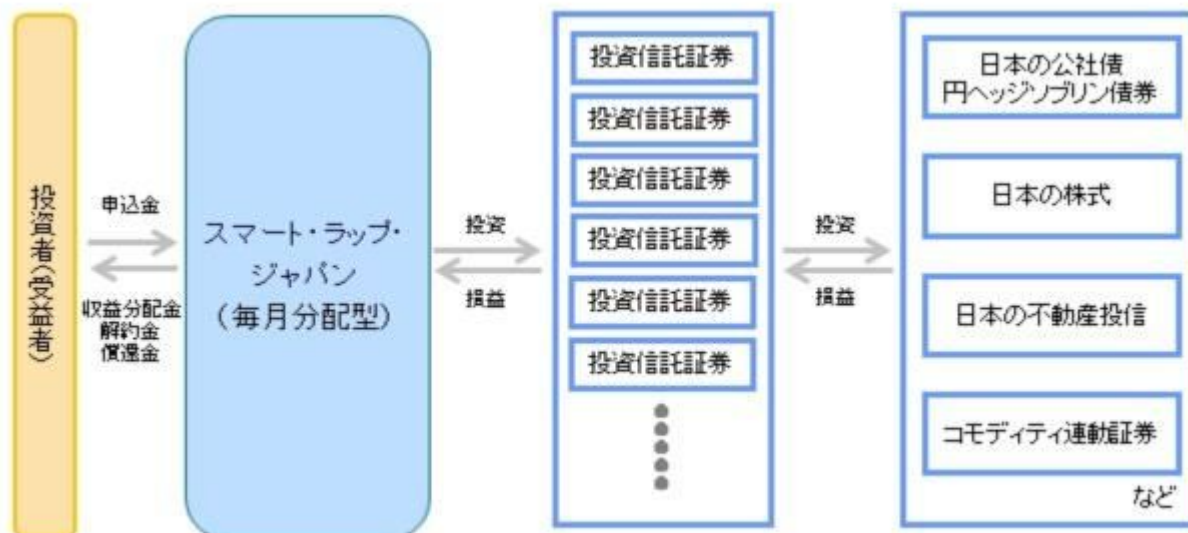 投資者(受益者)
申込金
収益分配金
解約金
償還金
スマート・ラップ・
ジャパン
(毎月分配型)
投資
損益
投資信託証券
投資信託証券
投資信託証券
投資信託証券
投資信託証券
投資信託証券
投資
損益
日本の公社債
円ヘッジソブリン債券
日本の株式
日本の不動産投信
コモディティ連動証券
など